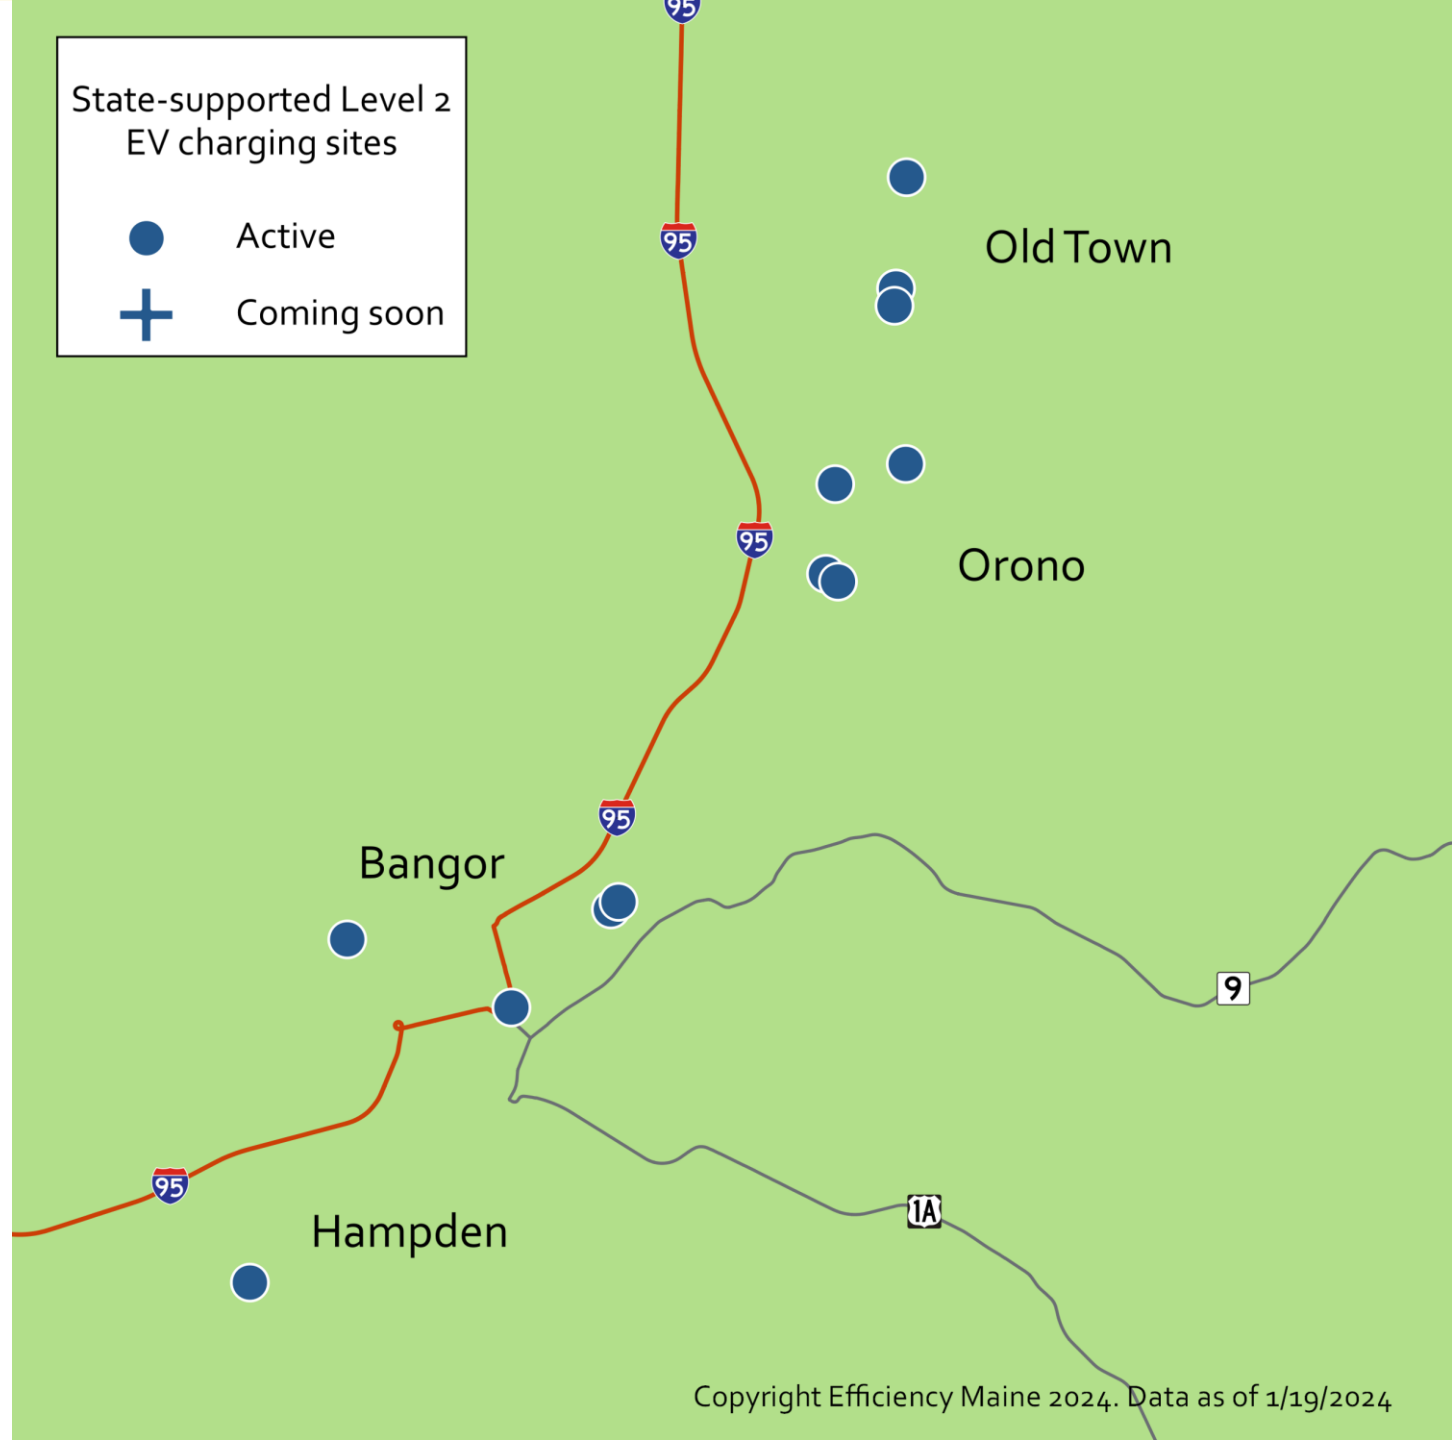 95
State-supported Level 2
EV charging sites
Active
Coming soon
95
Old Town
95
Orono
95
Bangor
9
95
1A
Hampden
Copyright Efficiency Maine 2024. Data as of 1/19/2024